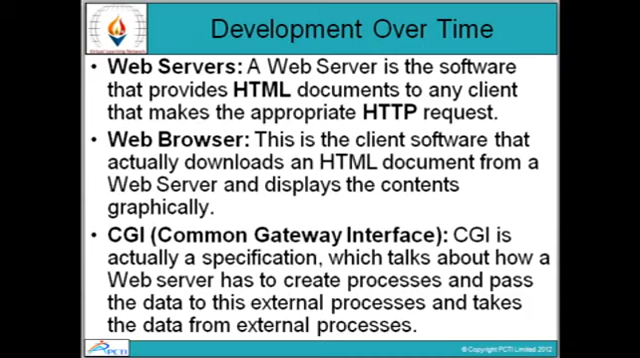 Development Over Time
Virtual Learning Network
• Web Servers: A Web Server is the software
that provides HTML documents to any client
that makes the appropriate HTTP request.
• Web Browser: This is the client software that
actually downloads an HTML document from a
Web Server and displays the contents
graphically.
• CGI (Common Gateway Interface): CGI is
actually a specification, which talks about how a
Web server has to create processes and pass
the data to this external processes and takes
the data from external processes.
PCTI
© Copyright PCTI Limited 2012